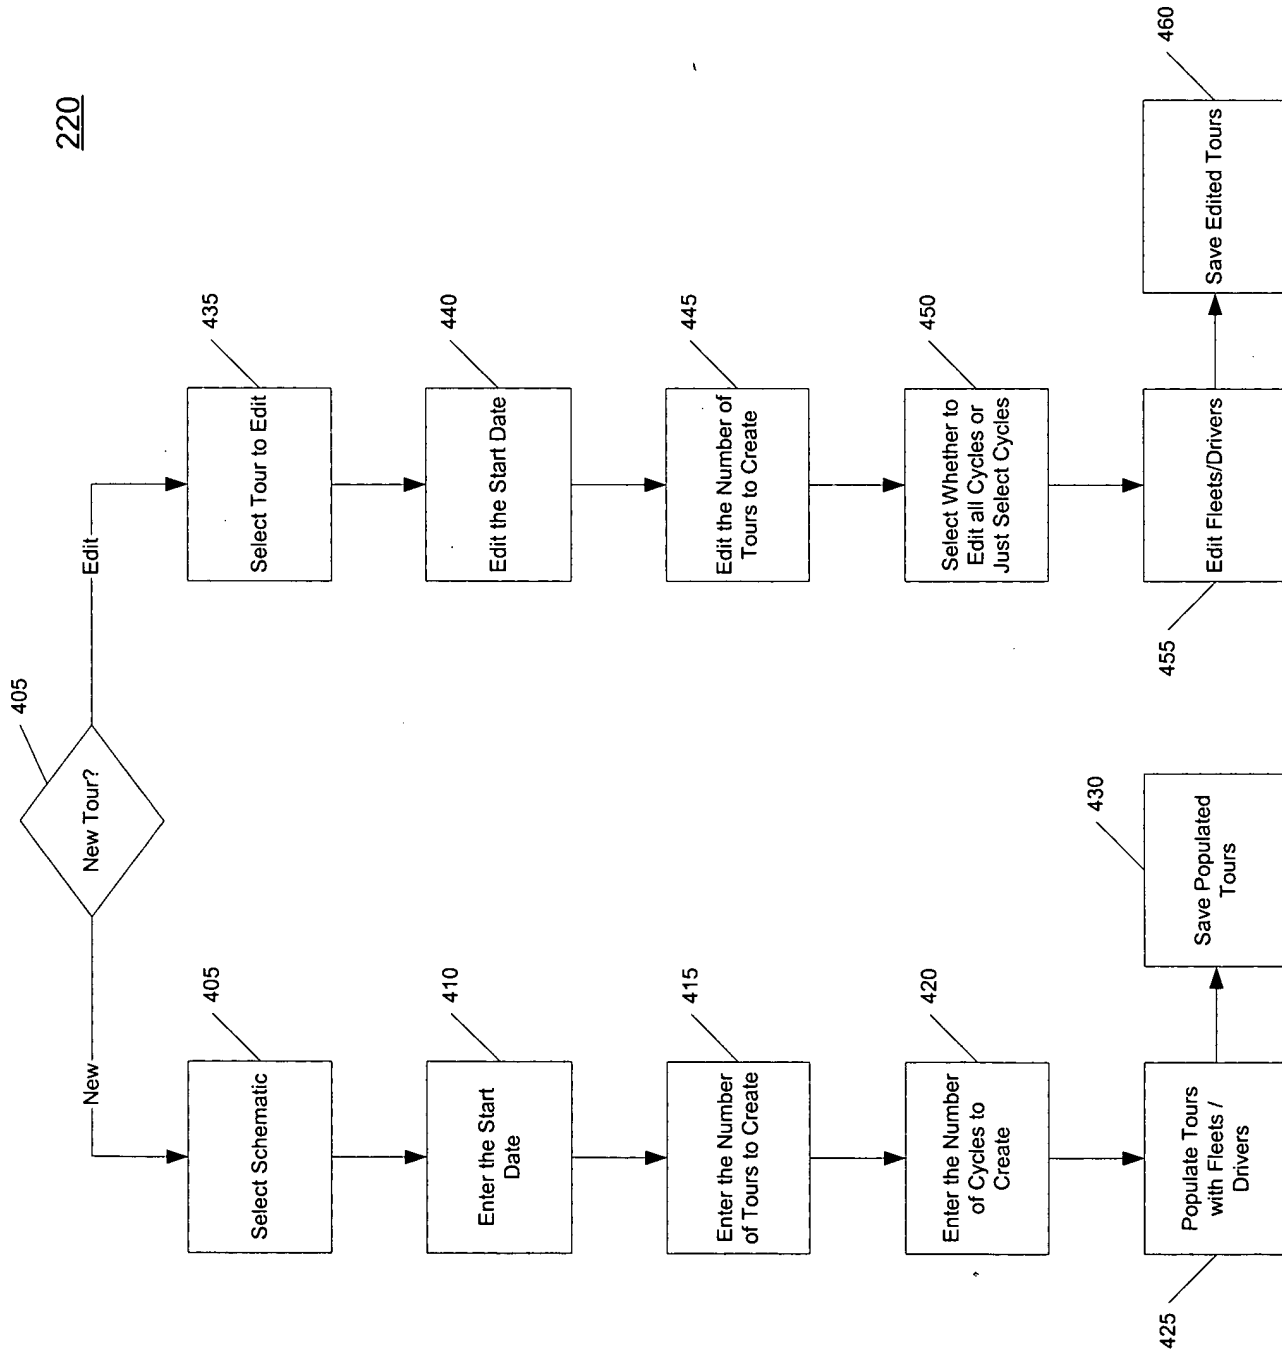 220
405
New Tour?
New
Edit
405
Select Schematic
410
Enter the Start
Date
415
Enter the Number
of Tours to Create
420
Enter the Number
of Cycles to
Create
425
Populate Tours
with Fleets /
Drivers
430
Save Populated
Tours
435
Select Tour to Edit
440
Edit the Start Date
445
Edit the Number of
Tours to Create
450
Select Whether to
Edit all Cycles or
Just Select Cycles
455
Edit Fleets/Drivers
460
Save Edited Tours